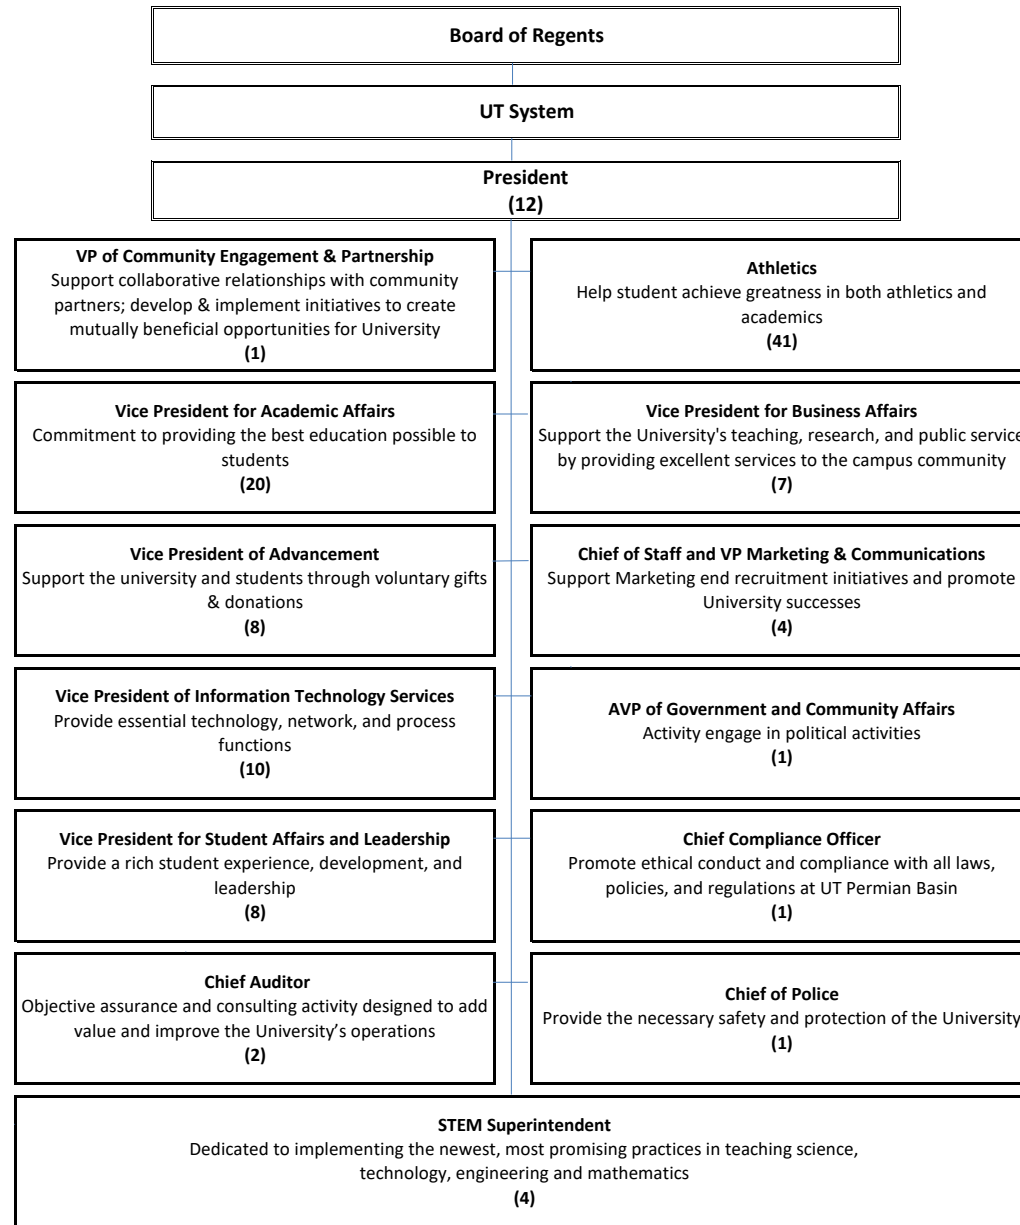 Board of Regents
UT System
President
(12)
VP of Community Engagement & Partnership
Support collaborative relationships with community
partners; develop & implement initiatives to create
mutually beneficial opportunities for University
(1)
Athletics
Help student achieve greatness in both athletics and
academics
(41)
Vice President for Academic Affairs
Commitment to providing the best education possible to
students
(20)
Vice President for Business Affairs
Support the University's teaching, research, and public service
by providing excellent services to the campus community
(7)
Vice President of Advancement
Support the university and students through voluntary gifts
& donations
(8)
Chief of Staff and VP Marketing & Communications
Support Marketing end recruitment initiatives and promote
University successes
(4)
Vice President of Information Technology Services
Provide essential technology, network, and process
functions
(10)
AVP of Government and Community Affairs
Activity engage in political activities
(1)
Vice President for Student Affairs and Leadership
Provide a rich student experience, development, and
leadership
(8)
Chief Compliance Officer
Promote ethical conduct and compliance with all laws,
policies, and regulations at UT Permian Basin
(1)
Chief Auditor
Objective assurance and consulting activity designed to add
value and improve the University’s operations
(2)
Chief of Police
Provide the necessary safety and protection of the University
(1)
STEM Superintendent
Dedicated to implementing the newest, most promising practices in teaching science,
technology, engineering and mathematics
(4)